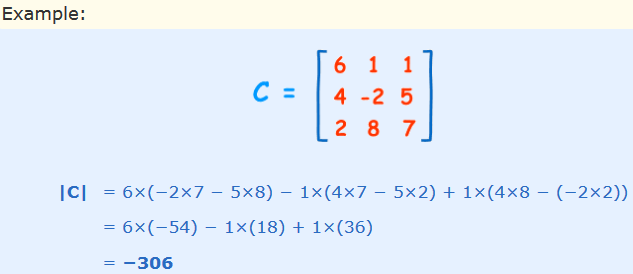 Example:
C = [6 1 1
4 -2 5
2 8 7]
|C| = 6×(−2×7 − 5×8) − 1×(4×7 − 5×2) + 1×(4×8 − (−2×2))
= 6×(−54) − 1×(18) + 1×(36)
= −306